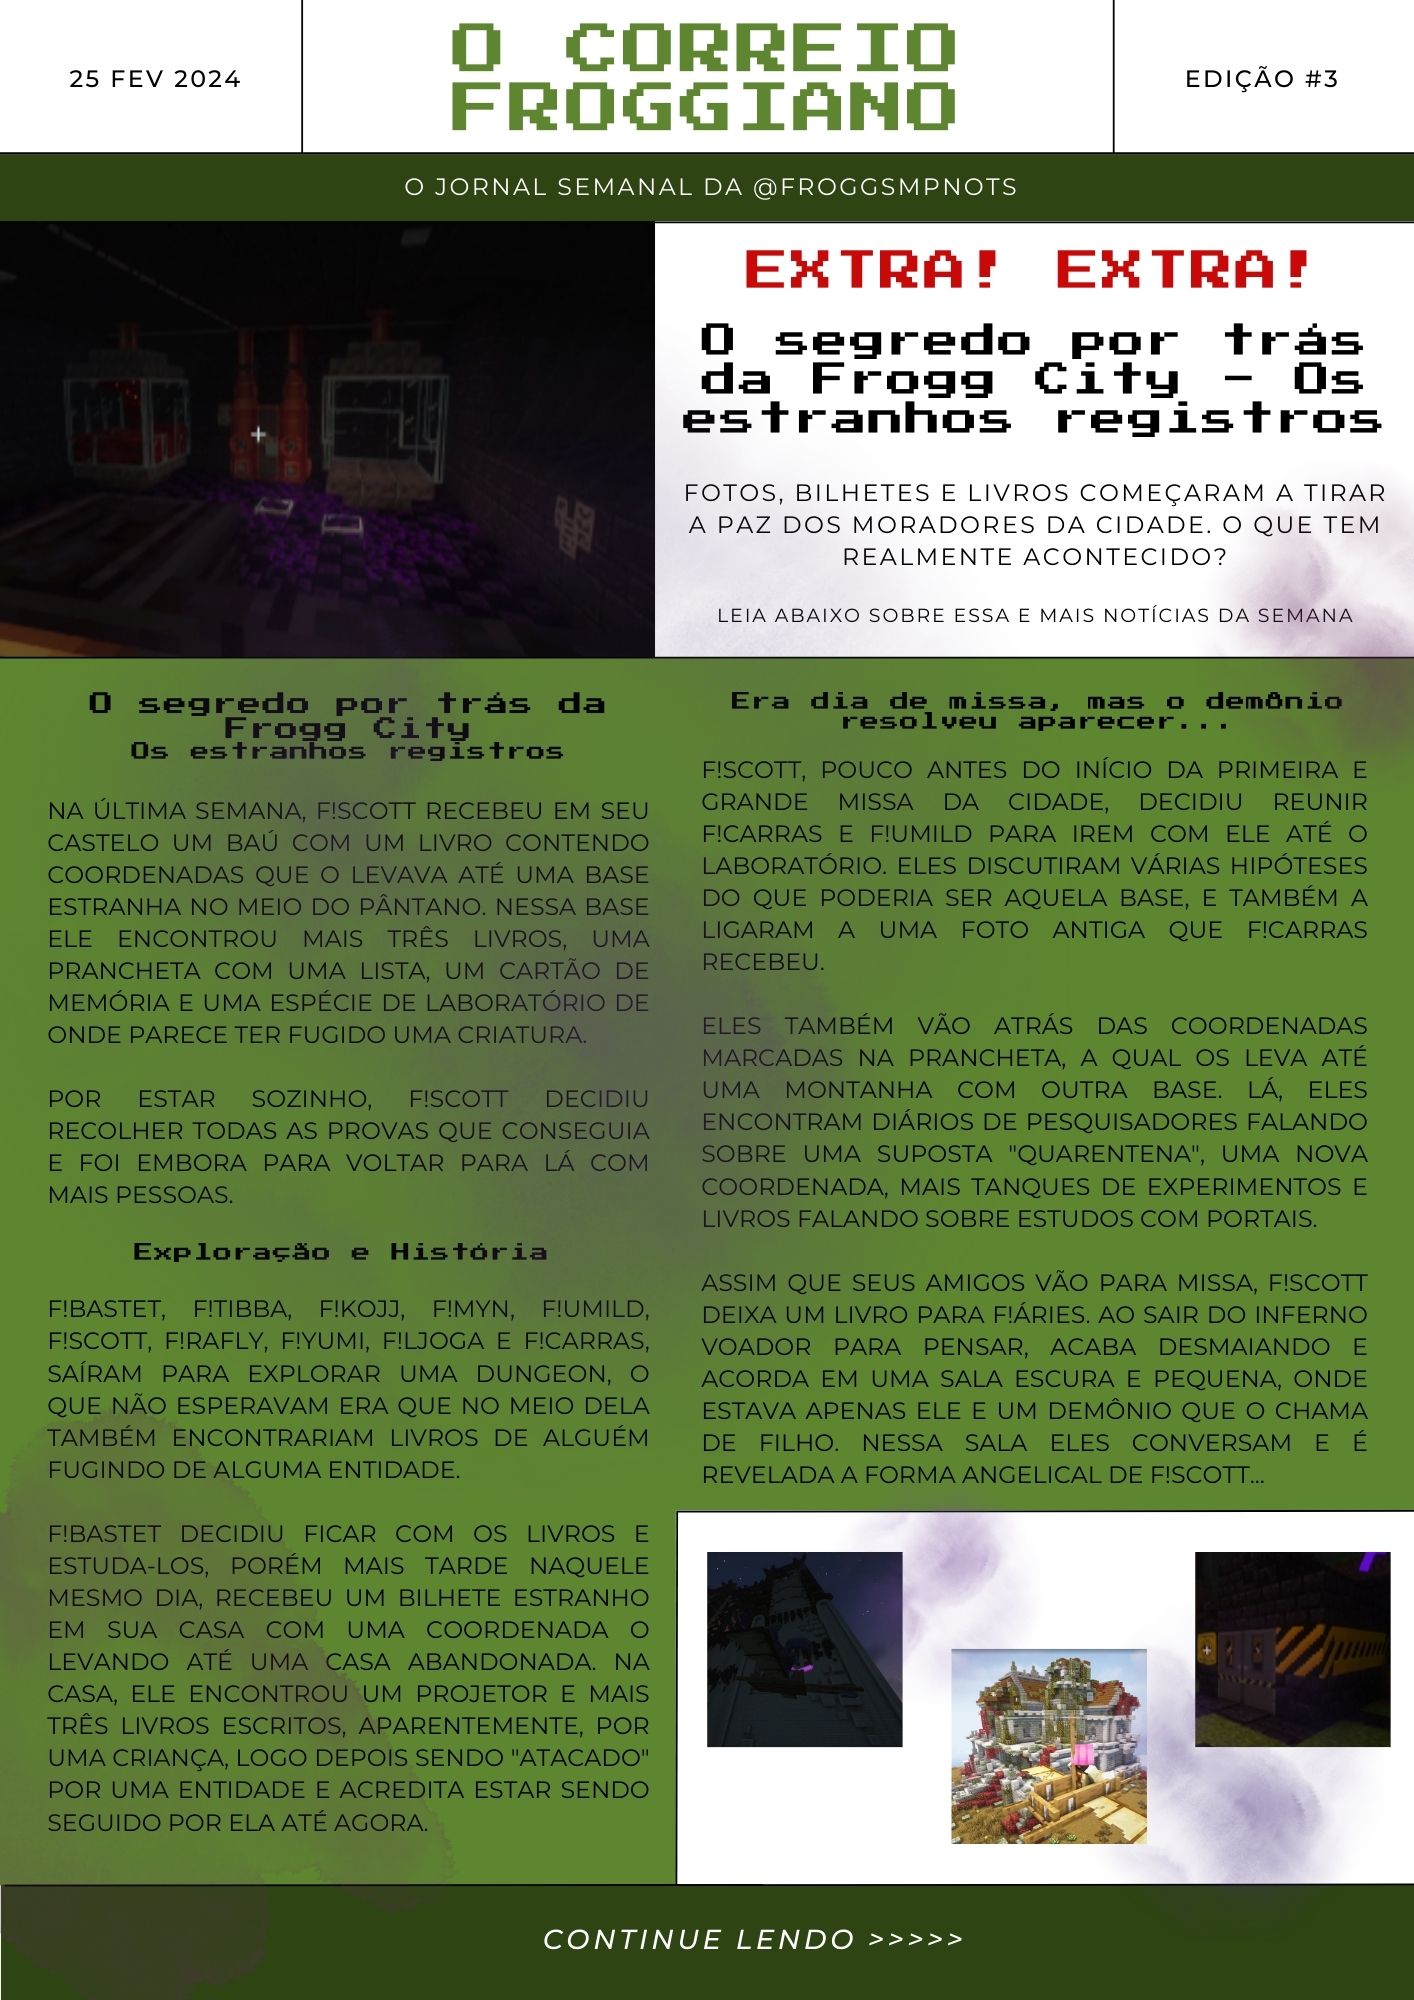 25 FEV 2024
O CORREIO
FROGGIANO
EDIÇÃO #3
O JORNAL SEMANAL DA @FROGGSMPNOTS
EXTRA! EXTRA!
O segredo por trás
da Frogg City - Os
estranhos registros
FOTOS, BILHETES E LIVROS COMEÇARAM A TIRAR
A PAZ DOS MORADORES DA CIDADE. O QUE TEM
REALMENTE ACONTECIDO?
LEIA ABAIXO SOBRE ESSA E MAIS NOTÍCIAS DA SEMANA
O segredo por trás da
Frogg City
Os estranhos registros
NA ÚLTIMA SEMANA, F!SCOTT RECEBEU EM SEU
CASTELO UM BAÚ COM UM LIVRO CONTENDO
COORDENADAS QUE O LEVAVA ATÉ UMA BASE
ESTRANHA NO MEIO DO PÂNTANO. NESSA BASE
ELE ENCONTROU MAIS TRÊS LIVROS, UMA
PRANCHETA COM UMA LISTA, UM CARTÃO DE
MEMÓRIA E UMA ESPÉCIE DE LABORATÓRIO DE
ONDE PARECE TER FUGIDO UMA CRIATURA.
POR ESTAR SOZINHO, F!SCOTT DECIDIU
RECOLHER TODAS AS PROVAS QUE CONSEGUIA
E FOI EMBORA PARA VOLTAR PARA LÁ COM
MAIS PESSOAS.
Exploração e História
F!BASTET, F!TIBBA, F!KOJJ, F!MYN, F!UMILD,
F!SCOTT, F!RAFLY, F!YUMI, F!LJOGA E F!CARRAS,
SAÍRAM PARA EXPLORAR UMA DUNGEON, O
QUE NÃO ESPERAVAM ERA QUE NO MEIO DELA
TAMBÉM ENCONTRARIAM LIVROS DE ALGUÉM
FUGINDO DE ALGUMA ENTIDADE.
F!BASTET DECIDIU FICAR COM OS LIVROS E
ESTUDA-LOS, PORÉM MAIS TARDE NAQUELE
MESMO DIA, RECEBEU UM BILHETE ESTRANHO
EM SUA CASA COM UMA COORDENADA O
LEVANDO ATÉ UMA CASA ABANDONADA. NA
CASA, ELE ENCONTROU UM PROJETOR E MAIS
TRÊS LIVROS ESCRITOS, APARENTEMENTE, POR
UMA CRIANÇA, LOGO DEPOIS SENDO "ATACADO"
POR UMA ENTIDADE E ACREDITA ESTAR SENDO
SEGUIDO POR ELA ATÉ AGORA.
Era dia de missa, mas o demônio
resolveu aparecer...
F!SCOTT, POUCO ANTES DO INÍCIO DA PRIMEIRA E
GRANDE MISSA DA CIDADE, DECIDIU REUNIR
F!CARRAS E F!UMILD PARA IREM COM ELE ATÉ O
LABORATÓRIO. ELES DISCUTIRAM VÁRIAS HIPÓTESES
DO QUE PODERIA SER AQUELA BASE, E TAMBÉM A
LIGARAM A UMA FOTO ANTIGA QUE F!CARRAS
RECEBEU.
ELES TAMBÉM VÃO ATRÁS DAS COORDENADAS
MARCADAS NA PRANCHETA, A QUAL OS LEVA ATÉ
UMA MONTANHA COM OUTRA BASE. LÁ, ELES
ENCONTRAM DIÁRIOS DE PESQUISADORES FALANDO
SOBRE UMA SUPOSTA "QUARENTENA", UMA NOVA
COORDENADA, MAIS TANQUES DE EXPERIMENTOS E
LIVROS FALANDO SOBRE ESTUDOS COM PORTAIS.
ASSIM QUE SEUS AMIGOS VÃO PARA MISSA, F!SCOTT
DEIXA UM LIVRO PARA F!ÁRIES. AO SAIR DO INFERNO
VOADOR PARA PENSAR, ACABA DESMAIANDO E
ACORDA EM UMA SALA ESCURA E PEQUENA, ONDE
ESTAVA APENAS ELE E UM DEMÔNIO QUE O CHAMA
DE FILHO. NESSA SALA ELES CONVERSAM E É
REVELADA A FORMA ANGELICAL DE F!SCOTT...
CONTINUE LENDO >>>>>